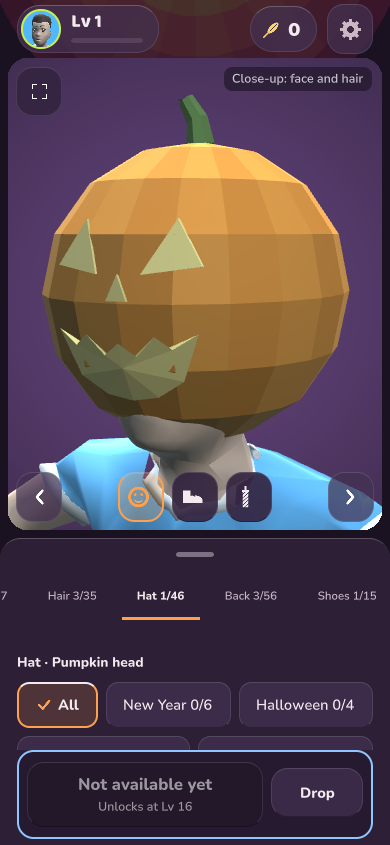 Lv 1
0
Close-up: face and hair
7
Hair 3/35
Hat 1/46
Back 3/56
Shoes 1/15
Hat · Pumpkin head
All
New Year 0/6
Halloween 0/4
Not available yet
Unlocks at Lv 16
Drop